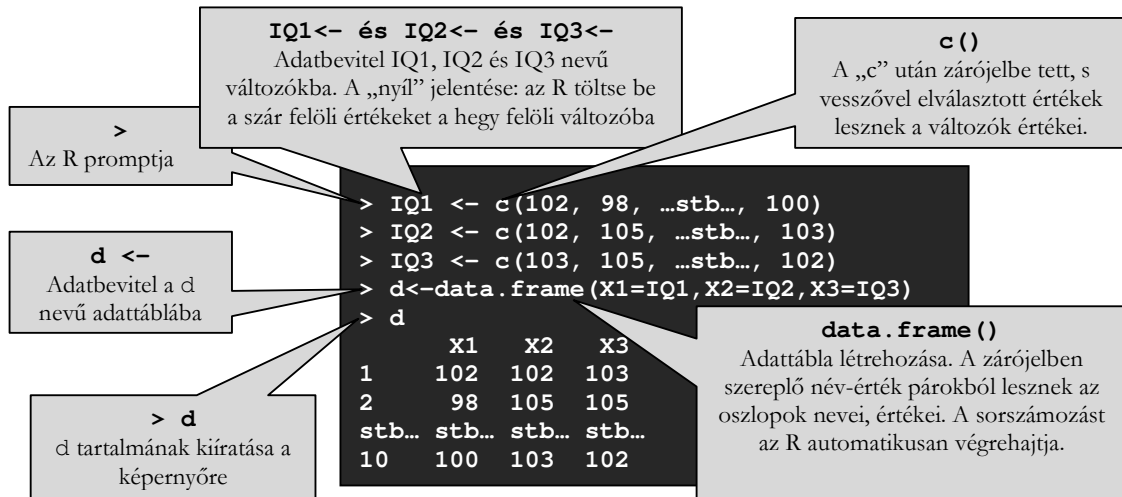 IQ1<- és IQ2<- és IQ3<-
Adatbevitel IQ1, IQ2 és IQ3 nevű
változókba. A „nyíl” jelentése: az R töltse be
a szár felöli értékeket a hegy felöli változóba
c()
A „c” után zárójelbe tett, s
vesszővel elválasztott értékek
lesznek a változók értékei.
>
Az R promptja
d <-
Adatbevitel a d
nevű adattáblába
> d
d tartalmának kiíratása a
képernyőre
> IQ1 <- c(102, 98, …stb…, 100)
> IQ2 <- c(102, 105, …stb…, 103)
> IQ3 <- c(103, 105, …stb…, 102)
> d<-data.frame(X1=IQ1,X2=IQ2,X3=IQ3)
> d
X1 X2 X3
1 102 102 103
2 98 105 105
stb… stb… stb… stb…
10 100 103 102
data.frame()
Adattábla létrehozása. A zárójelben
szereplő név-érték párokból lesznek az
oszlopok nevei, értékei. A sorszámozást
az R automatikusan végrehajtja.